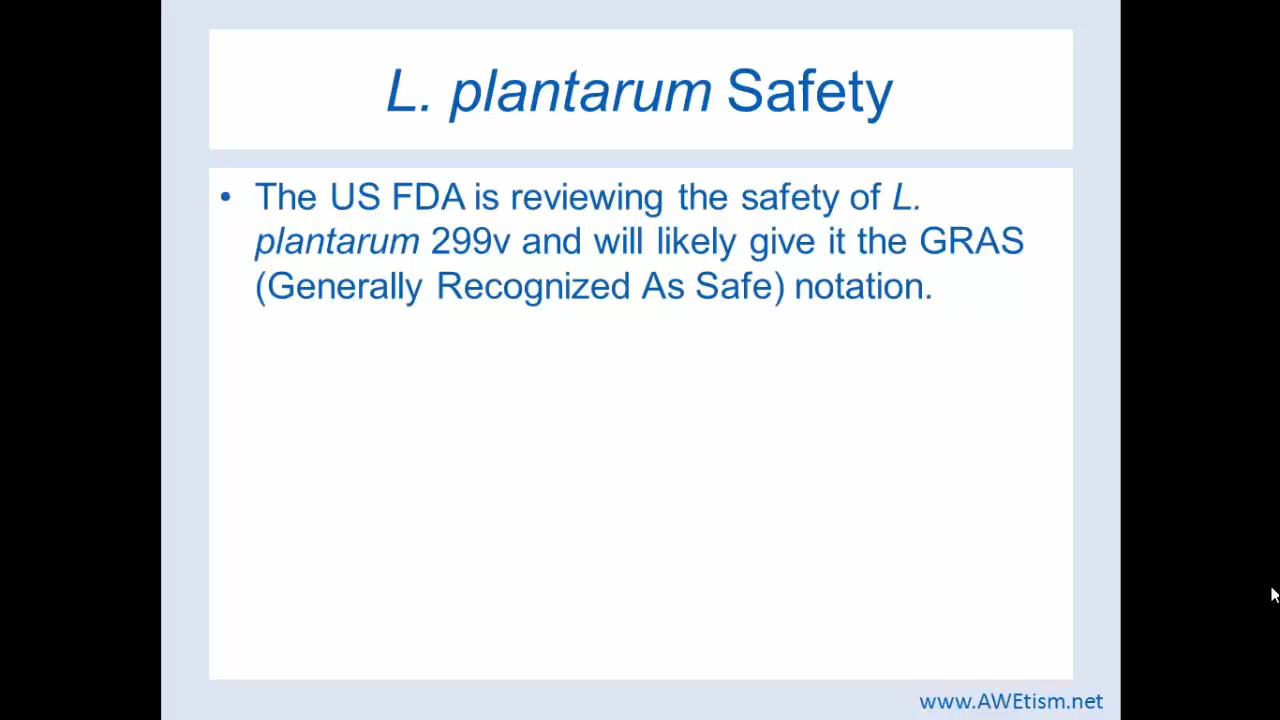 L. plantarum Safety
• The US FDA is reviewing the safety of L.
plantarum 299v and will likely give it the GRAS
(Generally Recognized As Safe) notation.
www.AWEtism.net